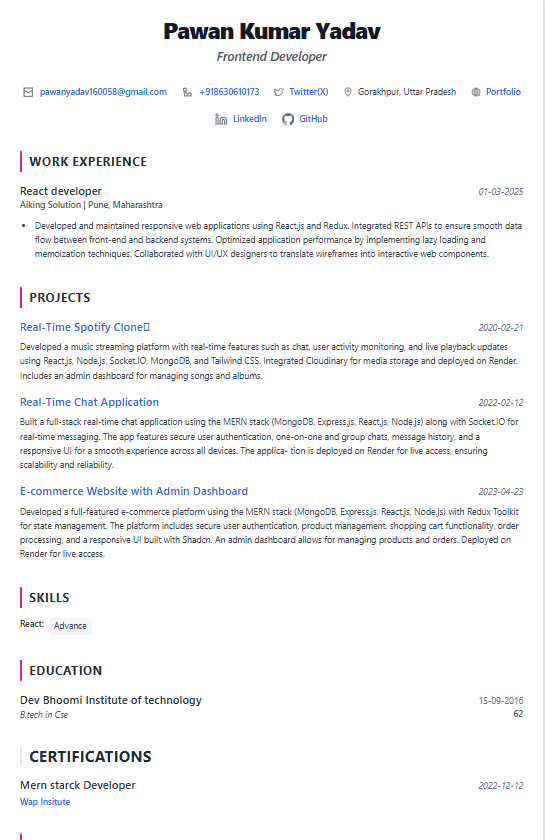 Pawan Kumar Yadav
Frontend Developer
pawanyadav160058@gmail.com +918630610173 Twitter(X) Gorakhpur, Uttar Pradesh Portfolio
LinkedIn GitHub
WORK EXPERIENCE
React developer 01-03-2025
Aiking Solution | Pune, Maharashtra
• Developed and maintained responsive web applications using React.js and Redux. Integrated REST APIs to ensure smooth data
flow between front-end and backend systems. Optimized application performance by implementing lazy loading and
memoization techniques. Collaborated with UI/UX designers to translate wireframes into interactive web components.
PROJECTS
Real-Time Spotify Clone 2020-02-21
Developed a music streaming platform with real-time features such as chat, user activity monitoring, and live playback updates
using React.js, Node.js, Socket.IO, MongoDB, and Tailwind CSS. Integrated Cloudinary for media storage and deployed on Render.
Includes an admin dashboard for managing songs and albums.
Real-Time Chat Application 2022-02-12
Built a full-stack real-time chat application using the MERN stack (MongoDB, Express.js, React.js, Node.js) along with Socket.IO for
real-time messaging. The app features secure user authentication, one-on-one and group chats, message history, and a
responsive UI for a smooth experience across all devices. The applica- tion is deployed on Render for live access, ensuring
scalability and reliability.
E-commerce Website with Admin Dashboard 2023-04-23
Developed a full-featured e-commerce platform using the MERN stack (MongoDB, Express.js, React.js, Node.js) with Redux Toolkit
for state management. The platform includes secure user authentication, product management, shopping cart functionality, order
processing, and a responsive UI built with Shadcn. An admin dashboard allows for managing products and orders. Deployed on
Render for live access.
SKILLS
React: Advance
EDUCATION
Dev Bhoomi Institute of technology 15-09-2016
B.tech in Cse 62
CERTIFICATIONS
Mern starck Developer 2022-12-12
Wap Insitute